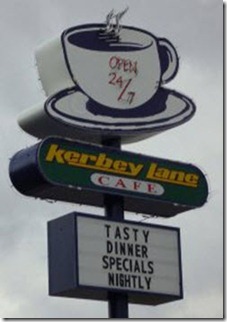 OPEN
24/7
Kerbey Lane
CAFE
TASTY
DINNER
SPECIALS
NIGHTLY